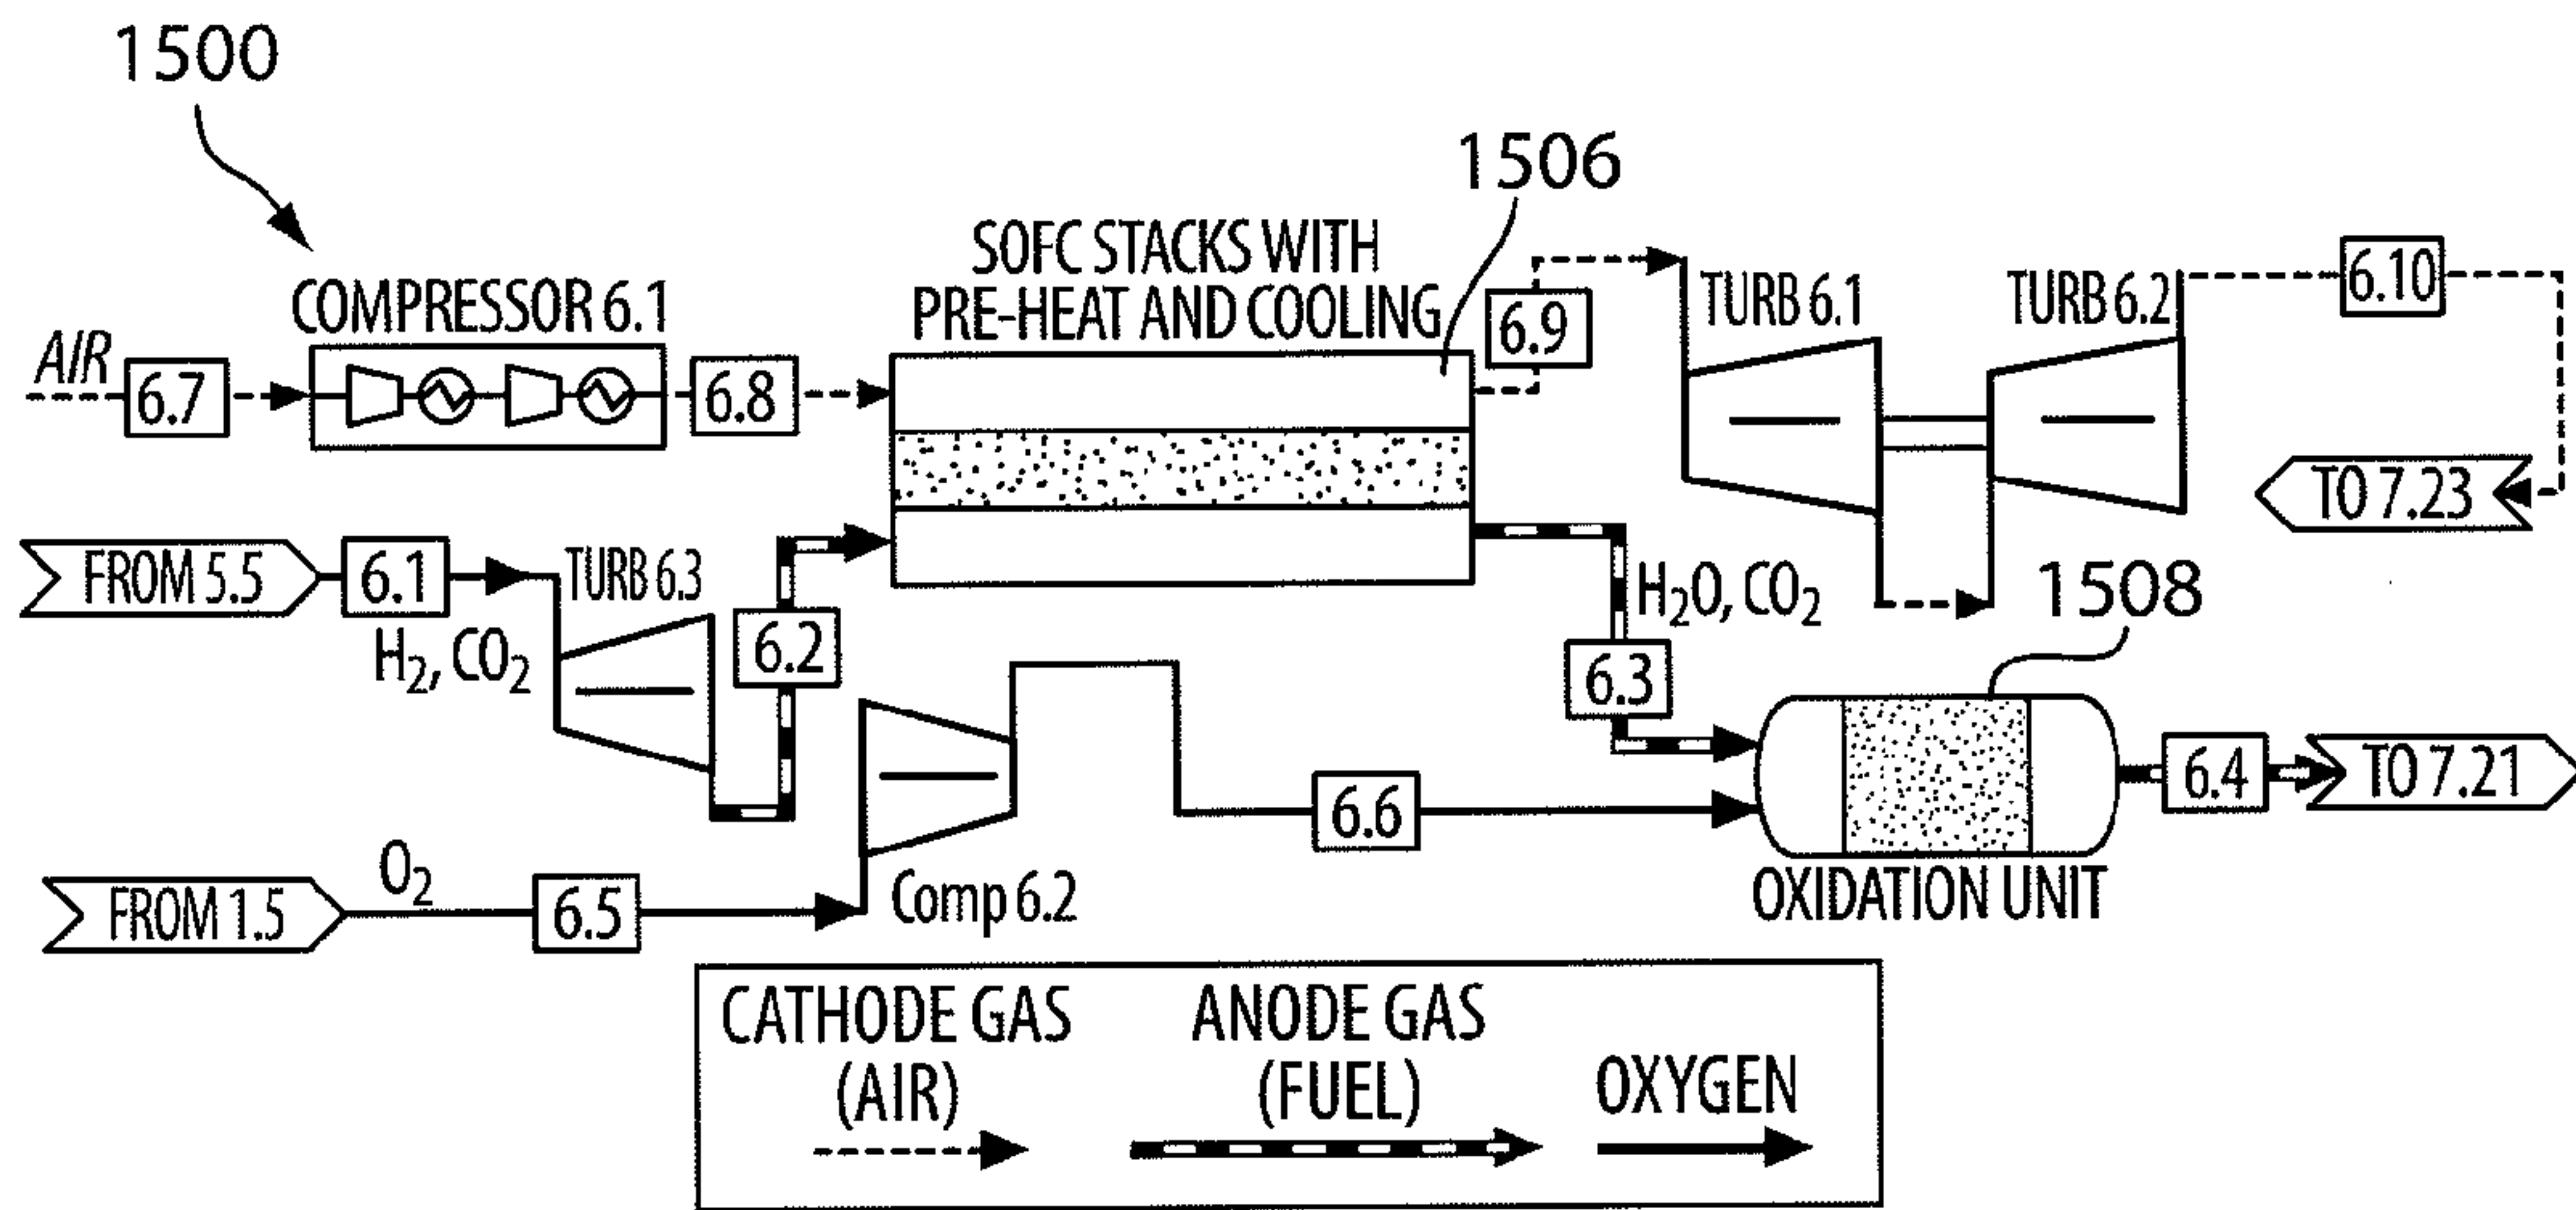 1500
1506
SOFC STACKS WITH
PRE-HEAT AND COOLING
COMPRESSOR 6.1
AIR
6.7
6.8
6.9
TURB 6.1
TURB 6.2
6.10
TO 7.23
FROM 5.5
6.1
H₂, CO₂
TURB 6.3
6.2
H₂O, CO₂
6.3
1508
6.4
TO 7.21
OXIDATION UNIT
6.6
FROM 1.5
O₂
6.5
Comp 6.2
CATHODE GAS
(AIR)
ANODE GAS
(FUEL)
OXYGEN